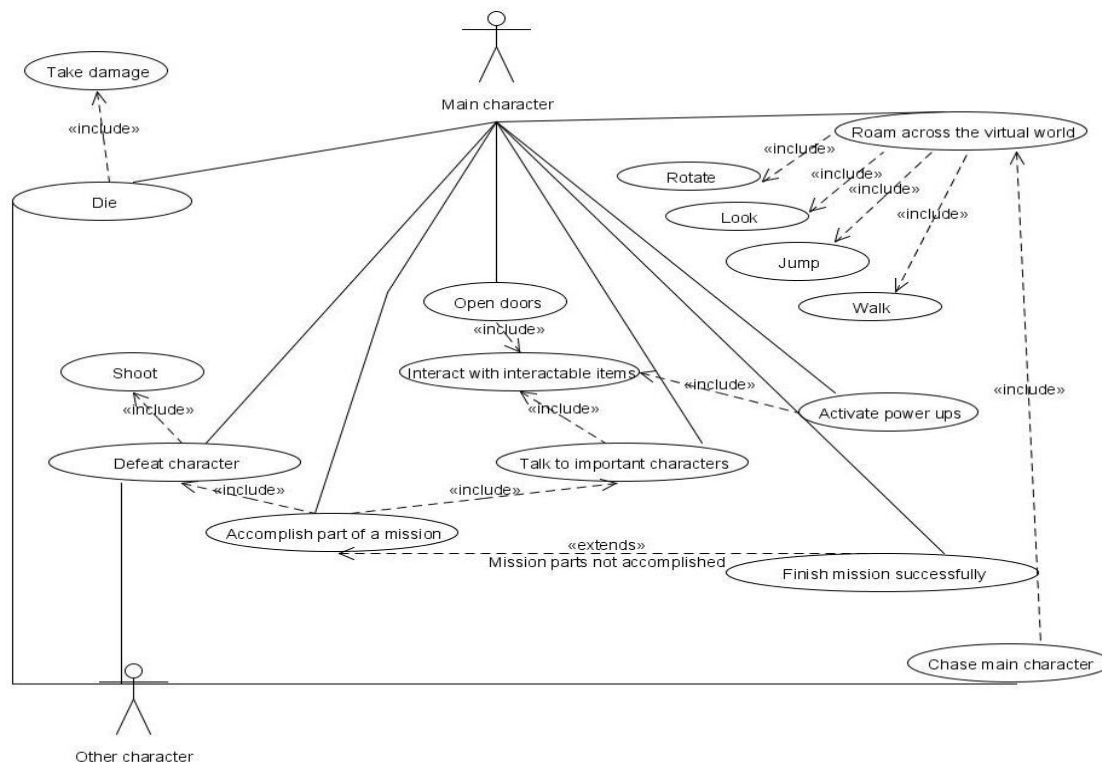 Take damage
Main character
«include»
Roam across the virtual world
«include»
Rotate
«include»
«include»
Die
Look
«include»
Jump
Open doors
Walk
«include»
Shoot
Interact with interactable items
«include»
«include»
«include»
«include»
Activate power ups
Defeat character
Talk to important characters
«include»
«include»
Accomplish part of a mission
«extends»
Mission parts not accomplished
Finish mission successfully
Chase main character
Other character